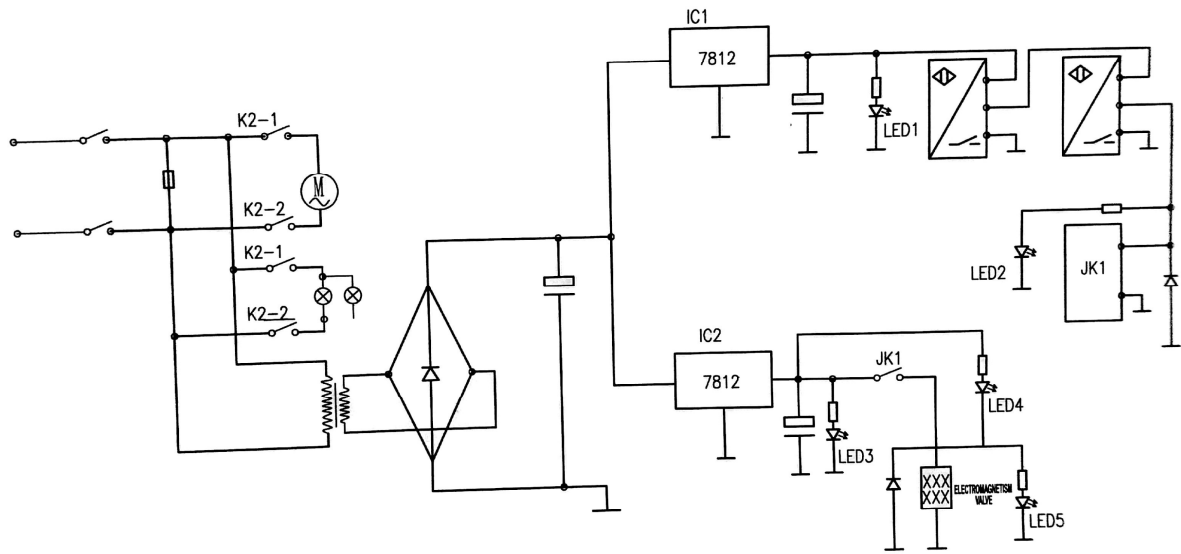 IC1
7812
K2-1
LED1
M
K2-2
K2-1
LED2
JK1
K2-2
IC2
7812
JK1
LED4
LED3
XXX
XXX
ELECTROMAGNETISM
VALVE
LED5